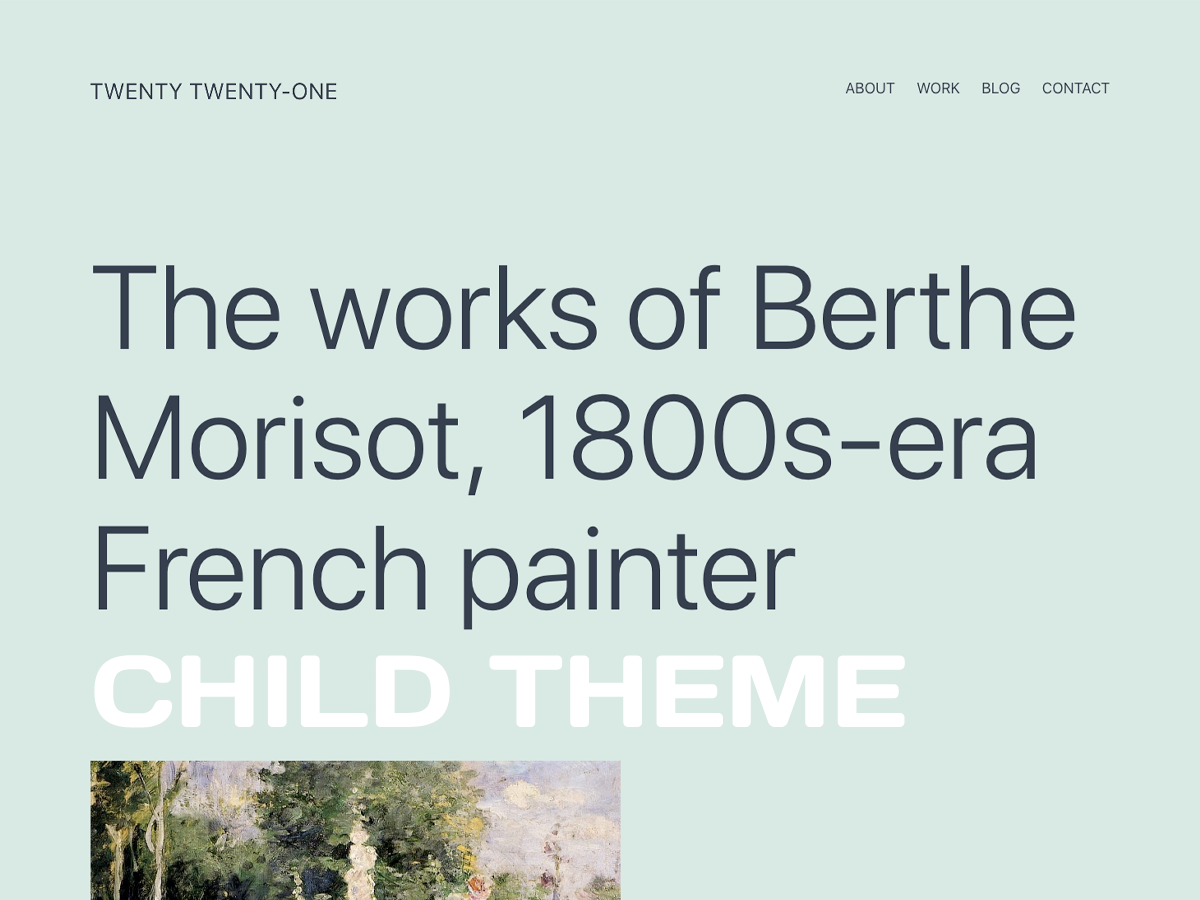 TWENTY TWENTY-ONE
ABOUT WORK BLOG CONTACT
The works of Berthe
Morisot, 1800s-era
French painter
CHILD THEME